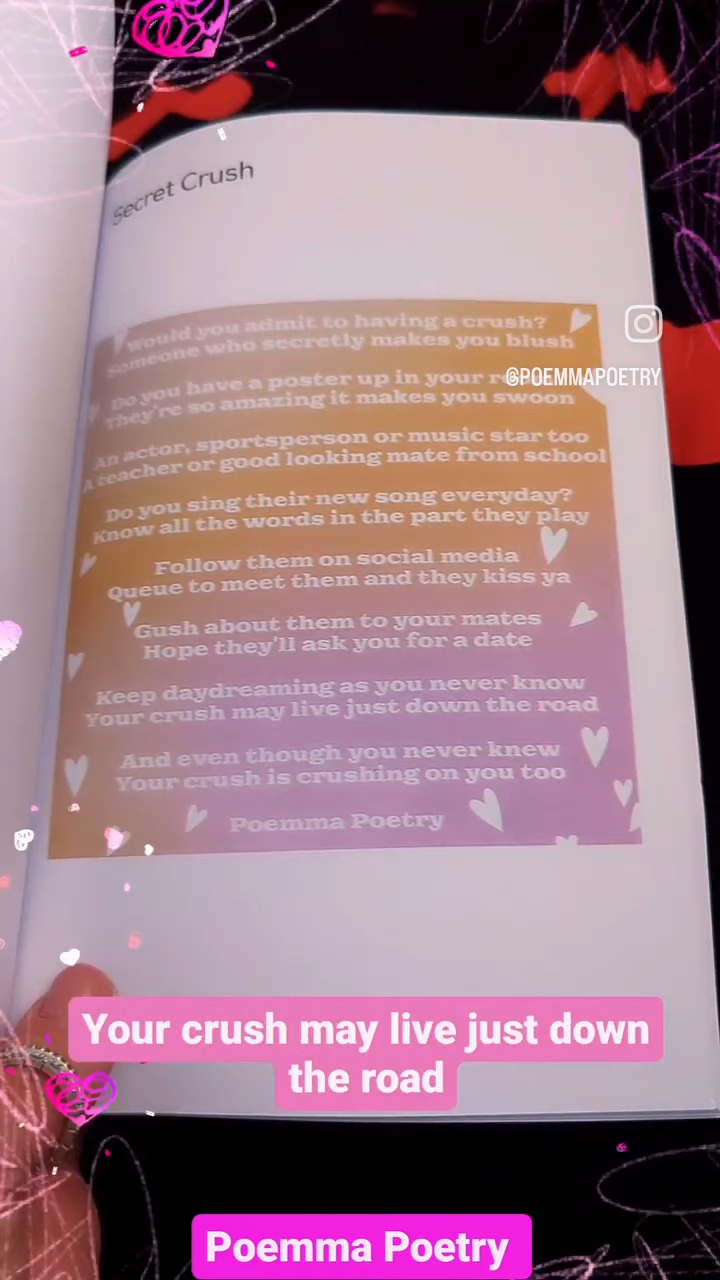 Secret Crush
Would you admit to having a crush?
Someone who secretly makes you blush
Do you have a poster up in your
They're so amazing it makes you swoon
An actor, sportsperson or music star too
A teacher or good looking mate from school
Do you sing their new song everyday?
Know all the words in the part they play
Follow them on social media
Queue to meet them and they kiss ya
Gush about them to your mates
Hope they'll ask you for a date
Keep daydreaming as you never know
Your crush may live just down the road
And even though you never knew
Your crush is crushing on you too
Poemma Poetry
@POEMMAPOETRY
Your crush may live just down
the road
Poemma Poetry